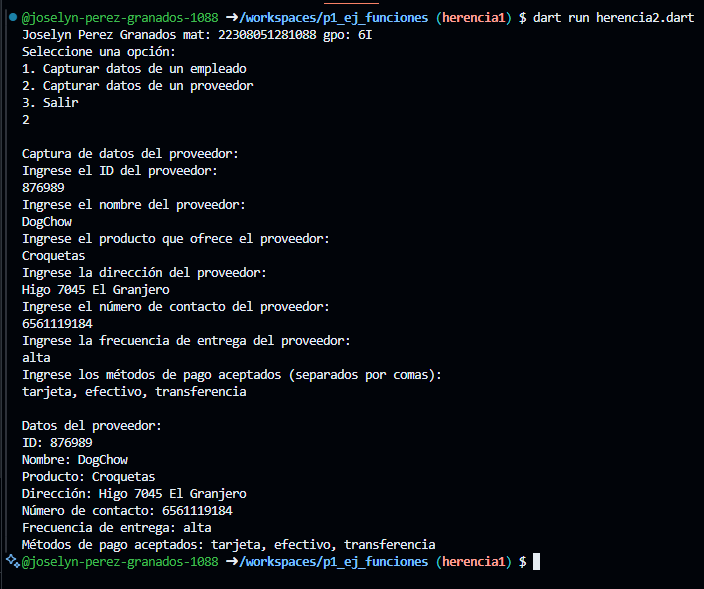 @joselyn-perez-granados-1088 ➜/workspaces/p1_ej_funciones (herencia1) $ dart run herencia2.dart
Joselyn Perez Granados mat: 22308051281088 gpo: 6I
Seleccione una opción:
1. Capturar datos de un empleado
2. Capturar datos de un proveedor
3. Salir
2
Captura de datos del proveedor:
Ingrese el ID del proveedor:
876989
Ingrese el nombre del proveedor:
DogChow
Ingrese el producto que ofrece el proveedor:
Croquetas
Ingrese la dirección del proveedor:
Higo 7045 El Granjero
Ingrese el número de contacto del proveedor:
6561119184
Ingrese la frecuencia de entrega del proveedor:
alta
Ingrese los métodos de pago aceptados (separados por comas):
tarjeta, efectivo, transferencia
Datos del proveedor:
ID: 876989
Nombre: DogChow
Producto: Croquetas
Dirección: Higo 7045 El Granjero
Número de contacto: 6561119184
Frecuencia de entrega: alta
Métodos de pago aceptados: tarjeta, efectivo, transferencia
@joselyn-perez-granados-1088 ➜/workspaces/p1_ej_funciones (herencia1) $